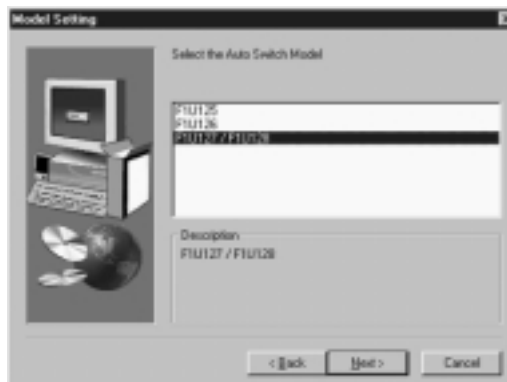 Model Setting
Select the Auto Switch Model
F1U125
F1U126
F1U127 / F1U128
Description
F1U127 / F1U128
< Back
Next >
Cancel